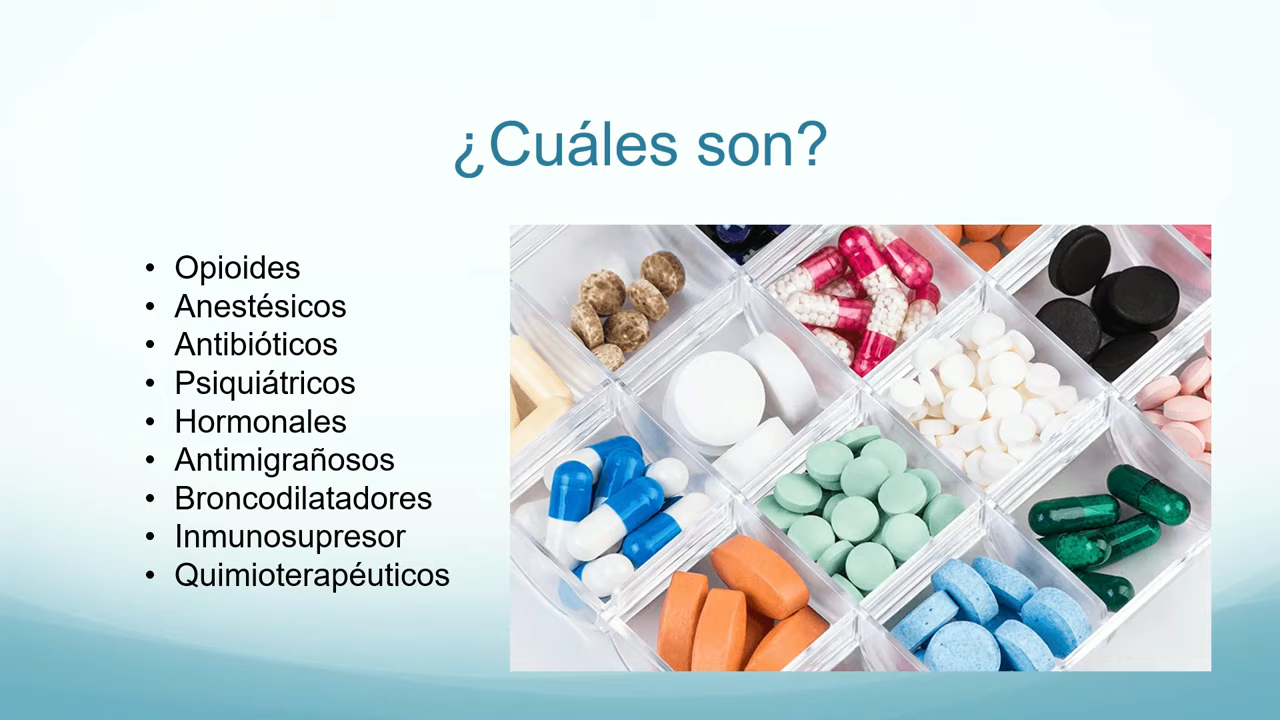 ¿Cuáles son?
• Opioides
• Anestésicos
• Antibióticos
• Psiquiátricos
• Hormonales
• Antimigrañosos
• Broncodilatadores
• Inmunosupresor
• Quimioterapéuticos